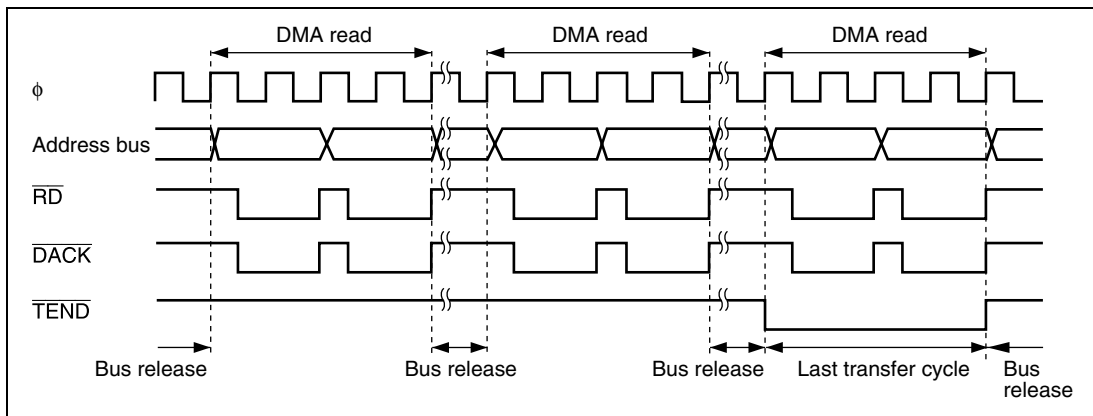 DMA read DMA read DMA read
φ
Address bus
RD
DACK
TEND
Bus release Bus release Bus release Last transfer cycle Bus
release